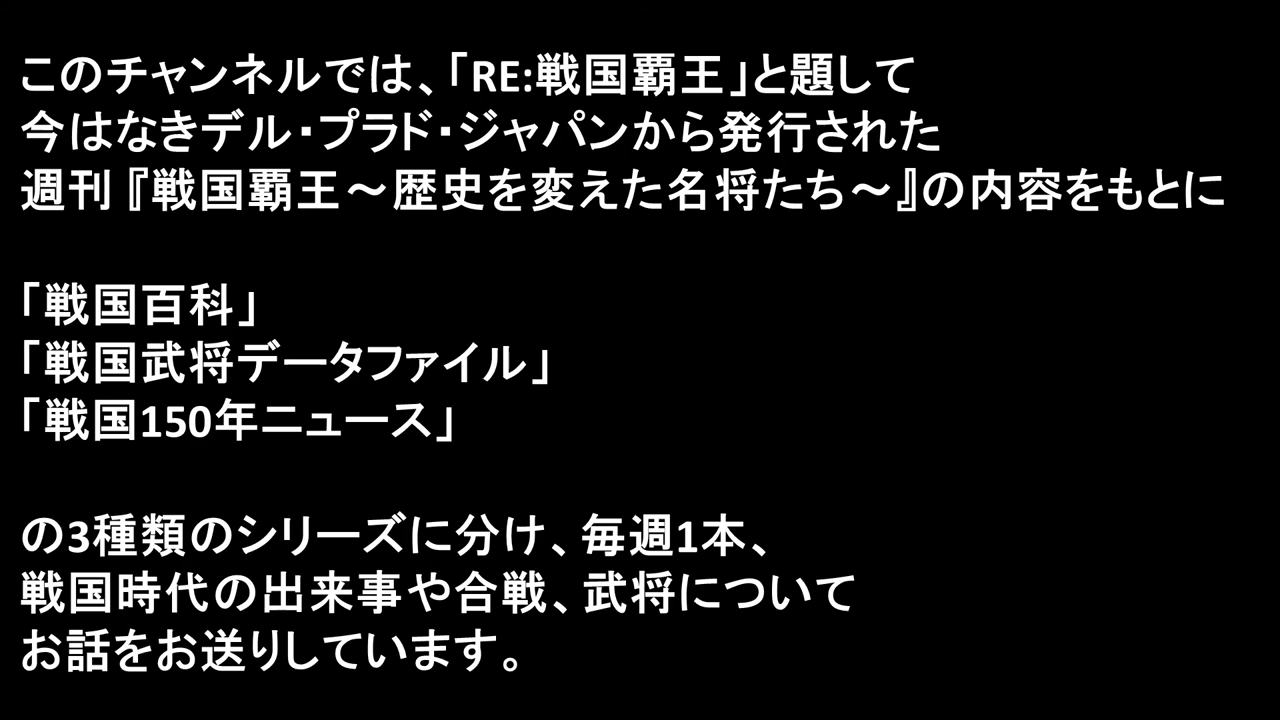 このチャンネルでは、「RE:戦国覇王」と題して
今はなきデル・プラド・ジャパンから発行された
週刊『戦国覇王～歴史を変えた名将たち～』の内容をもとに
「戦国百科」
「戦国武将データファイル」
「戦国150年ニュース」
の3種類のシリーズに分け、毎週1本、
戦国時代の出来事や合戦、武将について
お話をお送りしています。